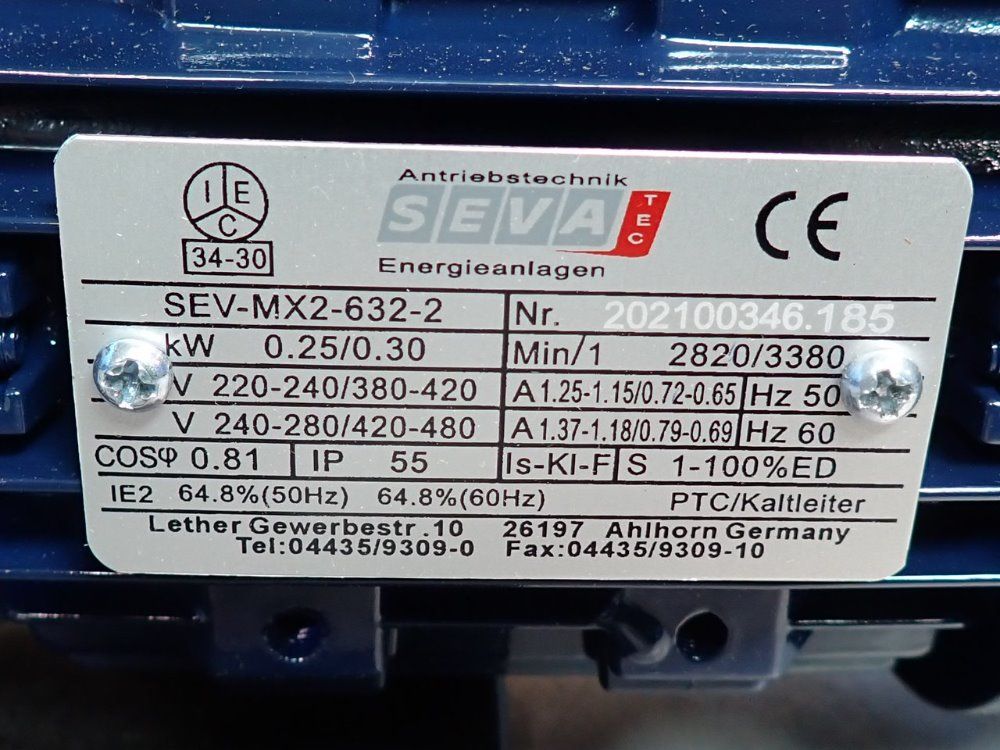 I E C
34-30
Antriebstechnik
SEVA TEC
Energieanlagen
CE
SEV-MX2-632-2 Nr. 202100346.185
kW 0.25/0.30 Min/1 2820/3380
V 220-240/380-420 A 1.25-1.15/0.72-0.65 Hz 50
V 240-280/420-480 A 1.37-1.18/0.79-0.69 Hz 60
COSφ 0.81 IP 55 Is-KI-F S 1-100%ED
IE2 64.8%(50Hz) 64.8%(60Hz) PTC/Kaltleiter
Lether Gewerbestr.10 26197 Ahlhorn Germany
Tel:04435/9309-0 Fax:04435/9309-10